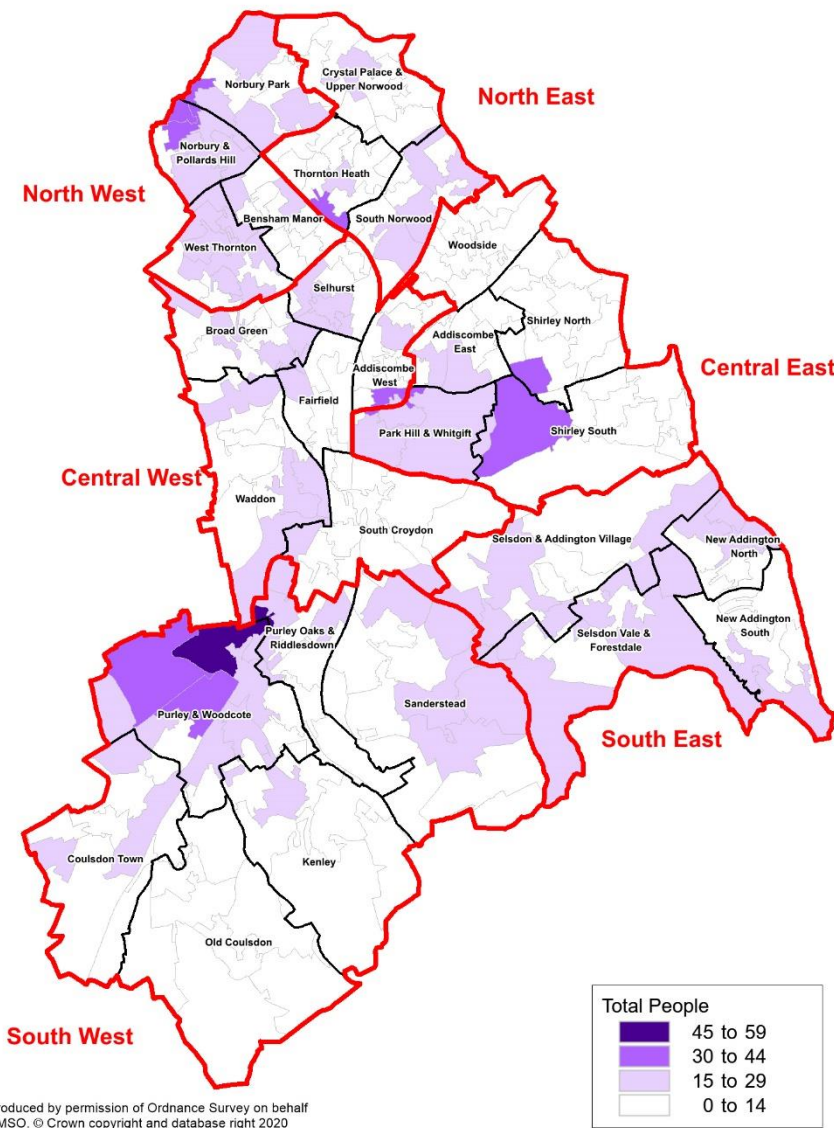 Crystal Palace &
Upper Norwood
Norbury Park
North East
Norbury &
Pollards Hill
Thornton Heath
North West
Bensham Manor
South Norwood
West Thornton
Woodside
Selhurst
Shirley North
Broad Green
Addiscombe
East
Addiscombe
West
Central East
Fairfield
Park Hill & Whitgift
Shirley South
Central West
Waddon
South Croydon
Selsdon & Addington Village
New Addington
North
Purley Oaks &
Riddlesdown
Selsdon Vale &
Forestdale
New Addington
South
Sanderstead
Purley & Woodcote
South East
Coulsdon Town
Kenley
Old Coulsdon
South West
Total People
45 to 59
30 to 44
15 to 29
0 to 14
roduced by permission of Ordnance Survey on behalf
MSO. © Crown copyright and database right 2020